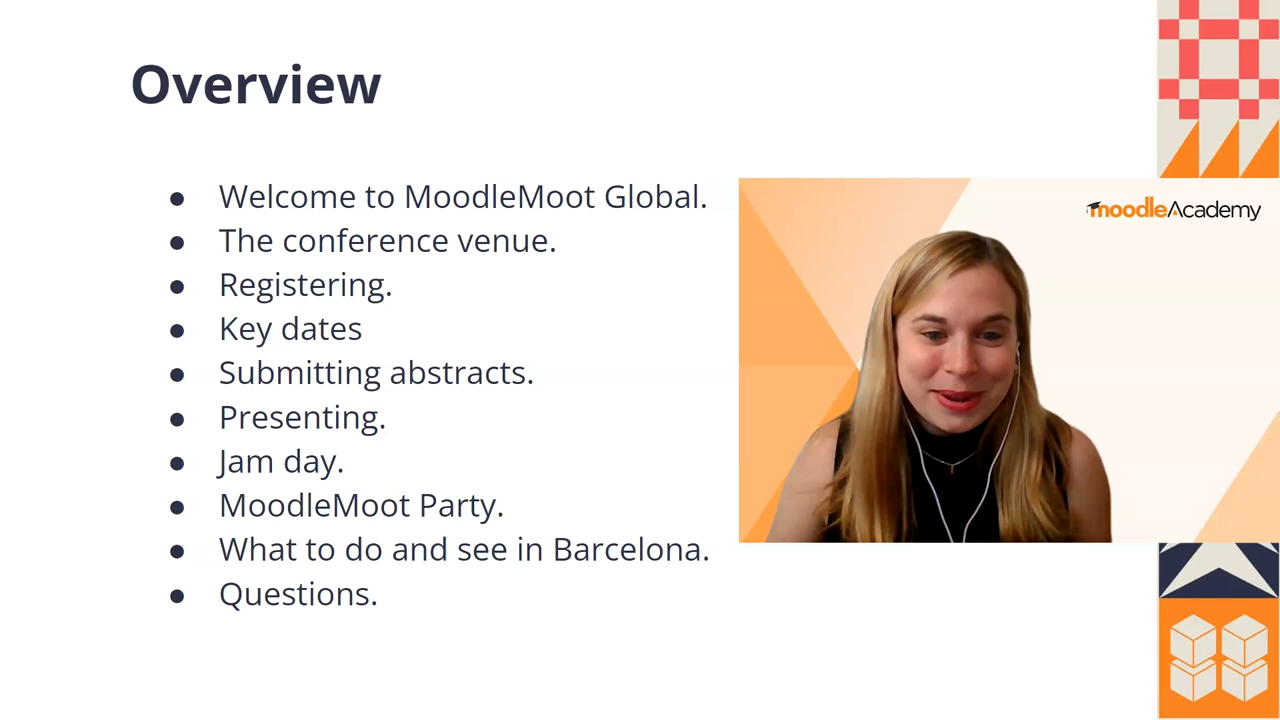 Overview
● Welcome to MoodleMoot Global.
● The conference venue.
● Registering.
● Key dates
● Submitting abstracts.
● Presenting.
● Jam day.
● MoodleMoot Party.
● What to do and see in Barcelona.
● Questions.
moodleAcademy